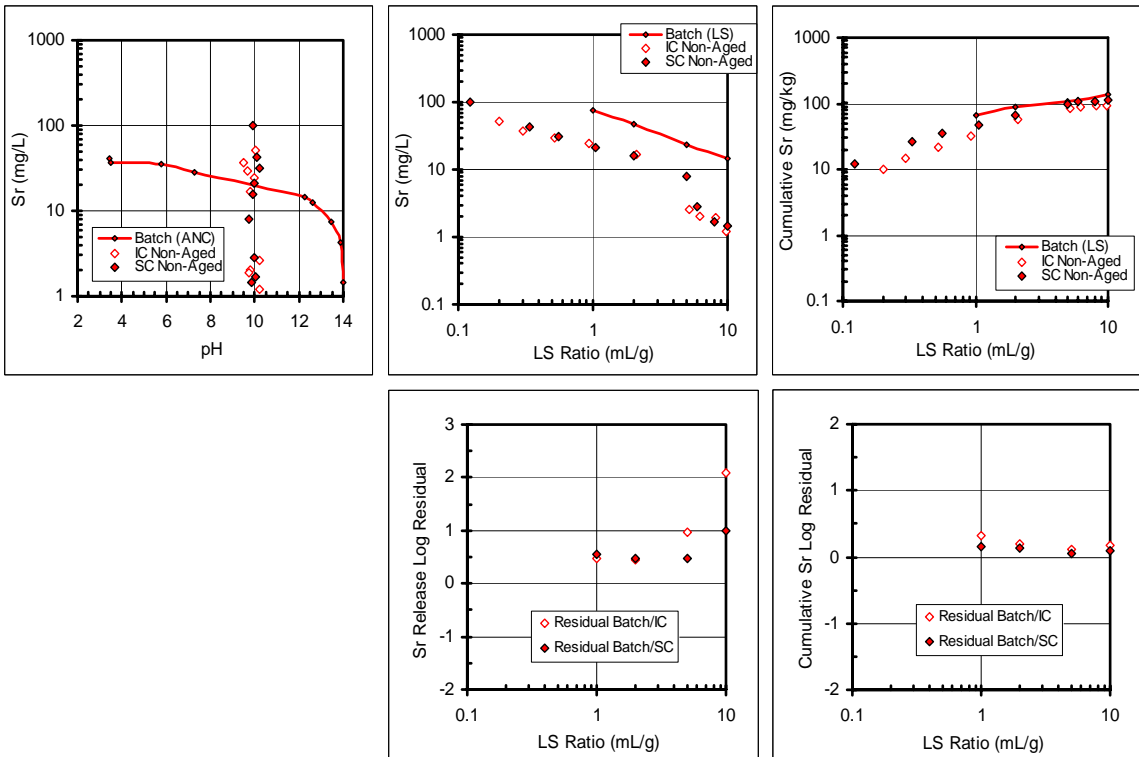 1000
100
10
1
Sr (mg/L)
Batch (ANC)
IC Non-Aged
SC Non-Aged
2 4 6 8 10 12 14
pH
1000
100
10
1
0.1
Sr (mg/L)
Batch (LS)
IC Non-Aged
SC Non-Aged
0.1 1 10
LS Ratio (mL/g)
1000
100
10
1
0.1
Cumulative Sr (mg/kg)
Batch (LS)
IC Non-Aged
SC Non-Aged
0.1 1 10
LS Ratio (mL/g)
3
2
1
0
-1
-2
Sr Release Log Residual
Residual Batch/IC
Residual Batch/SC
0.1 1 10
LS Ratio (mL/g)
2
1
0
-1
-2
Cumulative Sr Log Residual
Residual Batch/IC
Residual Batch/SC
0.1 1 10
LS Ratio (mL/g)